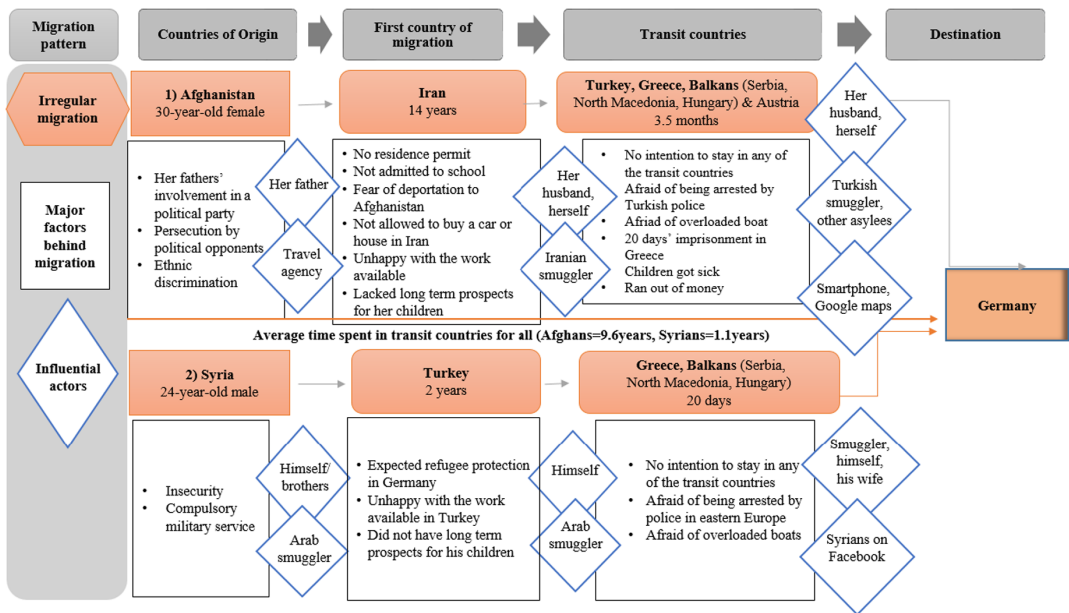 Migration
pattern
Countries of Origin
First country of
migration
Transit countries
Destination
Irregular
migration
1) Afghanistan
30-year-old female
Iran
14 years
Turkey, Greece, Balkans (Serbia,
North Macedonia, Hungary) & Austria
3.5 months
Her
husband,
herself
Major
factors
behind
migration
• Her fathers’
involvement in a
political party
• Persecution by
political opponents
• Ethnic
discrimination
Her father
Travel
agency
• No residence permit
• Not admitted to school
• Fear of deportation to
Afghanistan
• Not allowed to buy a car or
house in Iran
• Unhappy with the work
available
• Lacked long term prospects
for her children
Her
husband,
herself
Iranian
smuggler
• No intention to stay in any of
the transit countries
• Afraid of being arrested by
Turkish police
• Afriad of overloaded boat
• 20 days’ imprisonment in
Greece
• Children got sick
• Ran out of money
Turkish
smuggler,
other asylees
Smartphone,
Google maps
Germany
Average time spent in transit countries for all (Afghans=9.6years, Syrians=1.1years)
Influential
actors
2) Syria
24-year-old male
Turkey
2 years
Greece, Balkans (Serbia,
North Macedonia, Hungary)
20 days
• Insecurity
• Compulsory
military service
Himself/
brothers
Arab
smuggler
• Expected refugee protection
in Germany
• Unhappy with the work
available in Turkey
• Did not have long term
prospects for his children
Himself
Arab
smuggler
• No intention to stay in any
of the transit countries
• Afraid of being arrested by
police in eastern Europe
• Afraid of overloaded boats
Smuggler,
himself,
his wife
Syrians on
Facebook